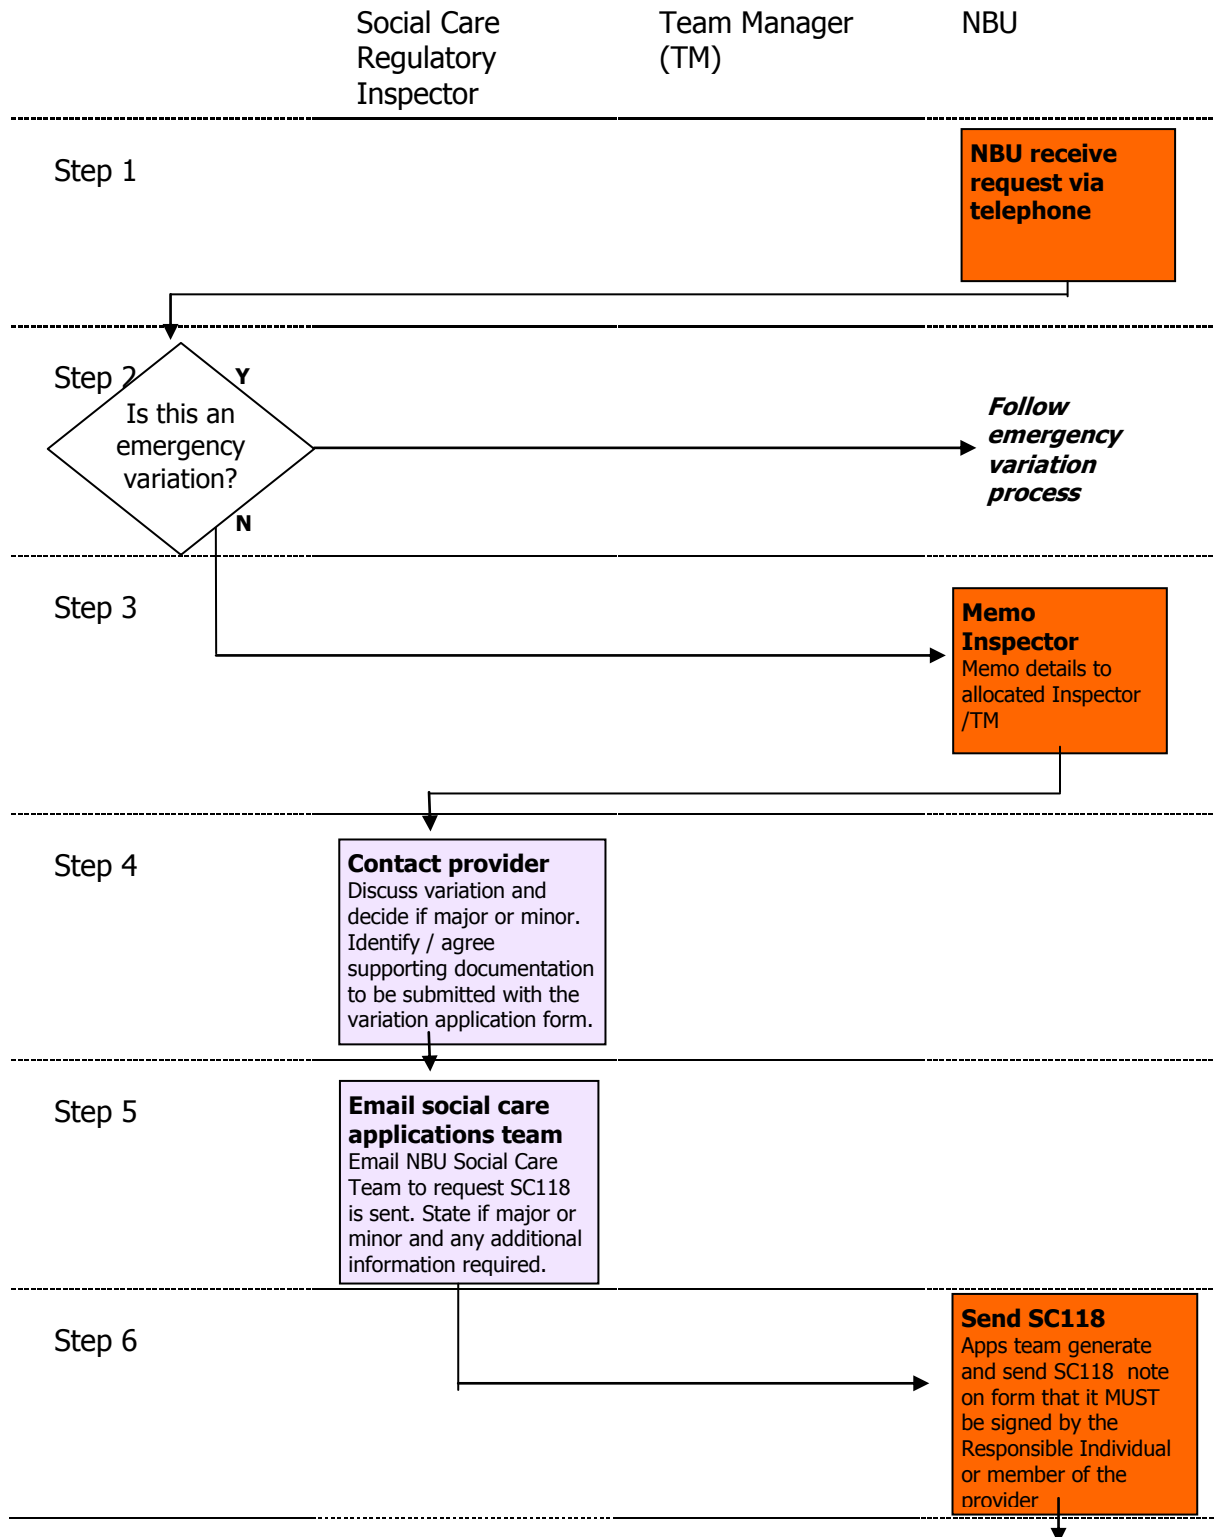 Social Care
Regulatory
Inspector
Team Manager
(TM)
NBU
Step 1
NBU receive
request via
telephone
Step 2
Y
Is this an
emergency
variation?
N
Follow
emergency
variation
process
Step 3
Memo
Inspector
Memo details to
allocated Inspector
/TM
Step 4
Contact provider
Discuss variation and
decide if major or minor.
Identify / agree
supporting documentation
to be submitted with the
variation application form.
Step 5
Email social care
applications team
Email NBU Social Care
Team to request SC118
is sent. State if major or
minor and any additional
information required.
Step 6
Send SC118
Apps team generate
and send SC118 note
on form that it MUST
be signed by the
Responsible Individual
or member of the
provider